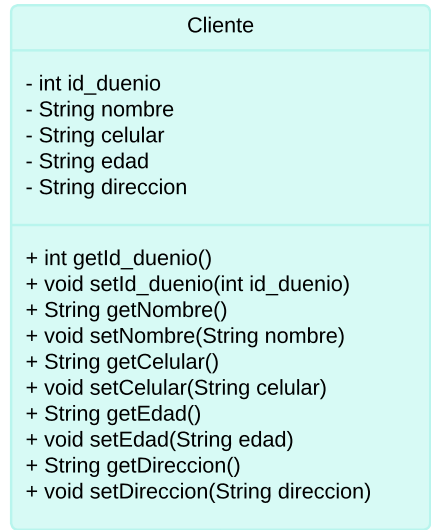 Cliente
- int id_duenio
- String nombre
- String celular
- String edad
- String direccion
+ int getId_duenio()
+ void setId_duenio(int id_duenio)
+ String getNombre()
+ void setNombre(String nombre)
+ String getCelular()
+ void setCelular(String celular)
+ String getEdad()
+ void setEdad(String edad)
+ String getDireccion()
+ void setDireccion(String direccion)